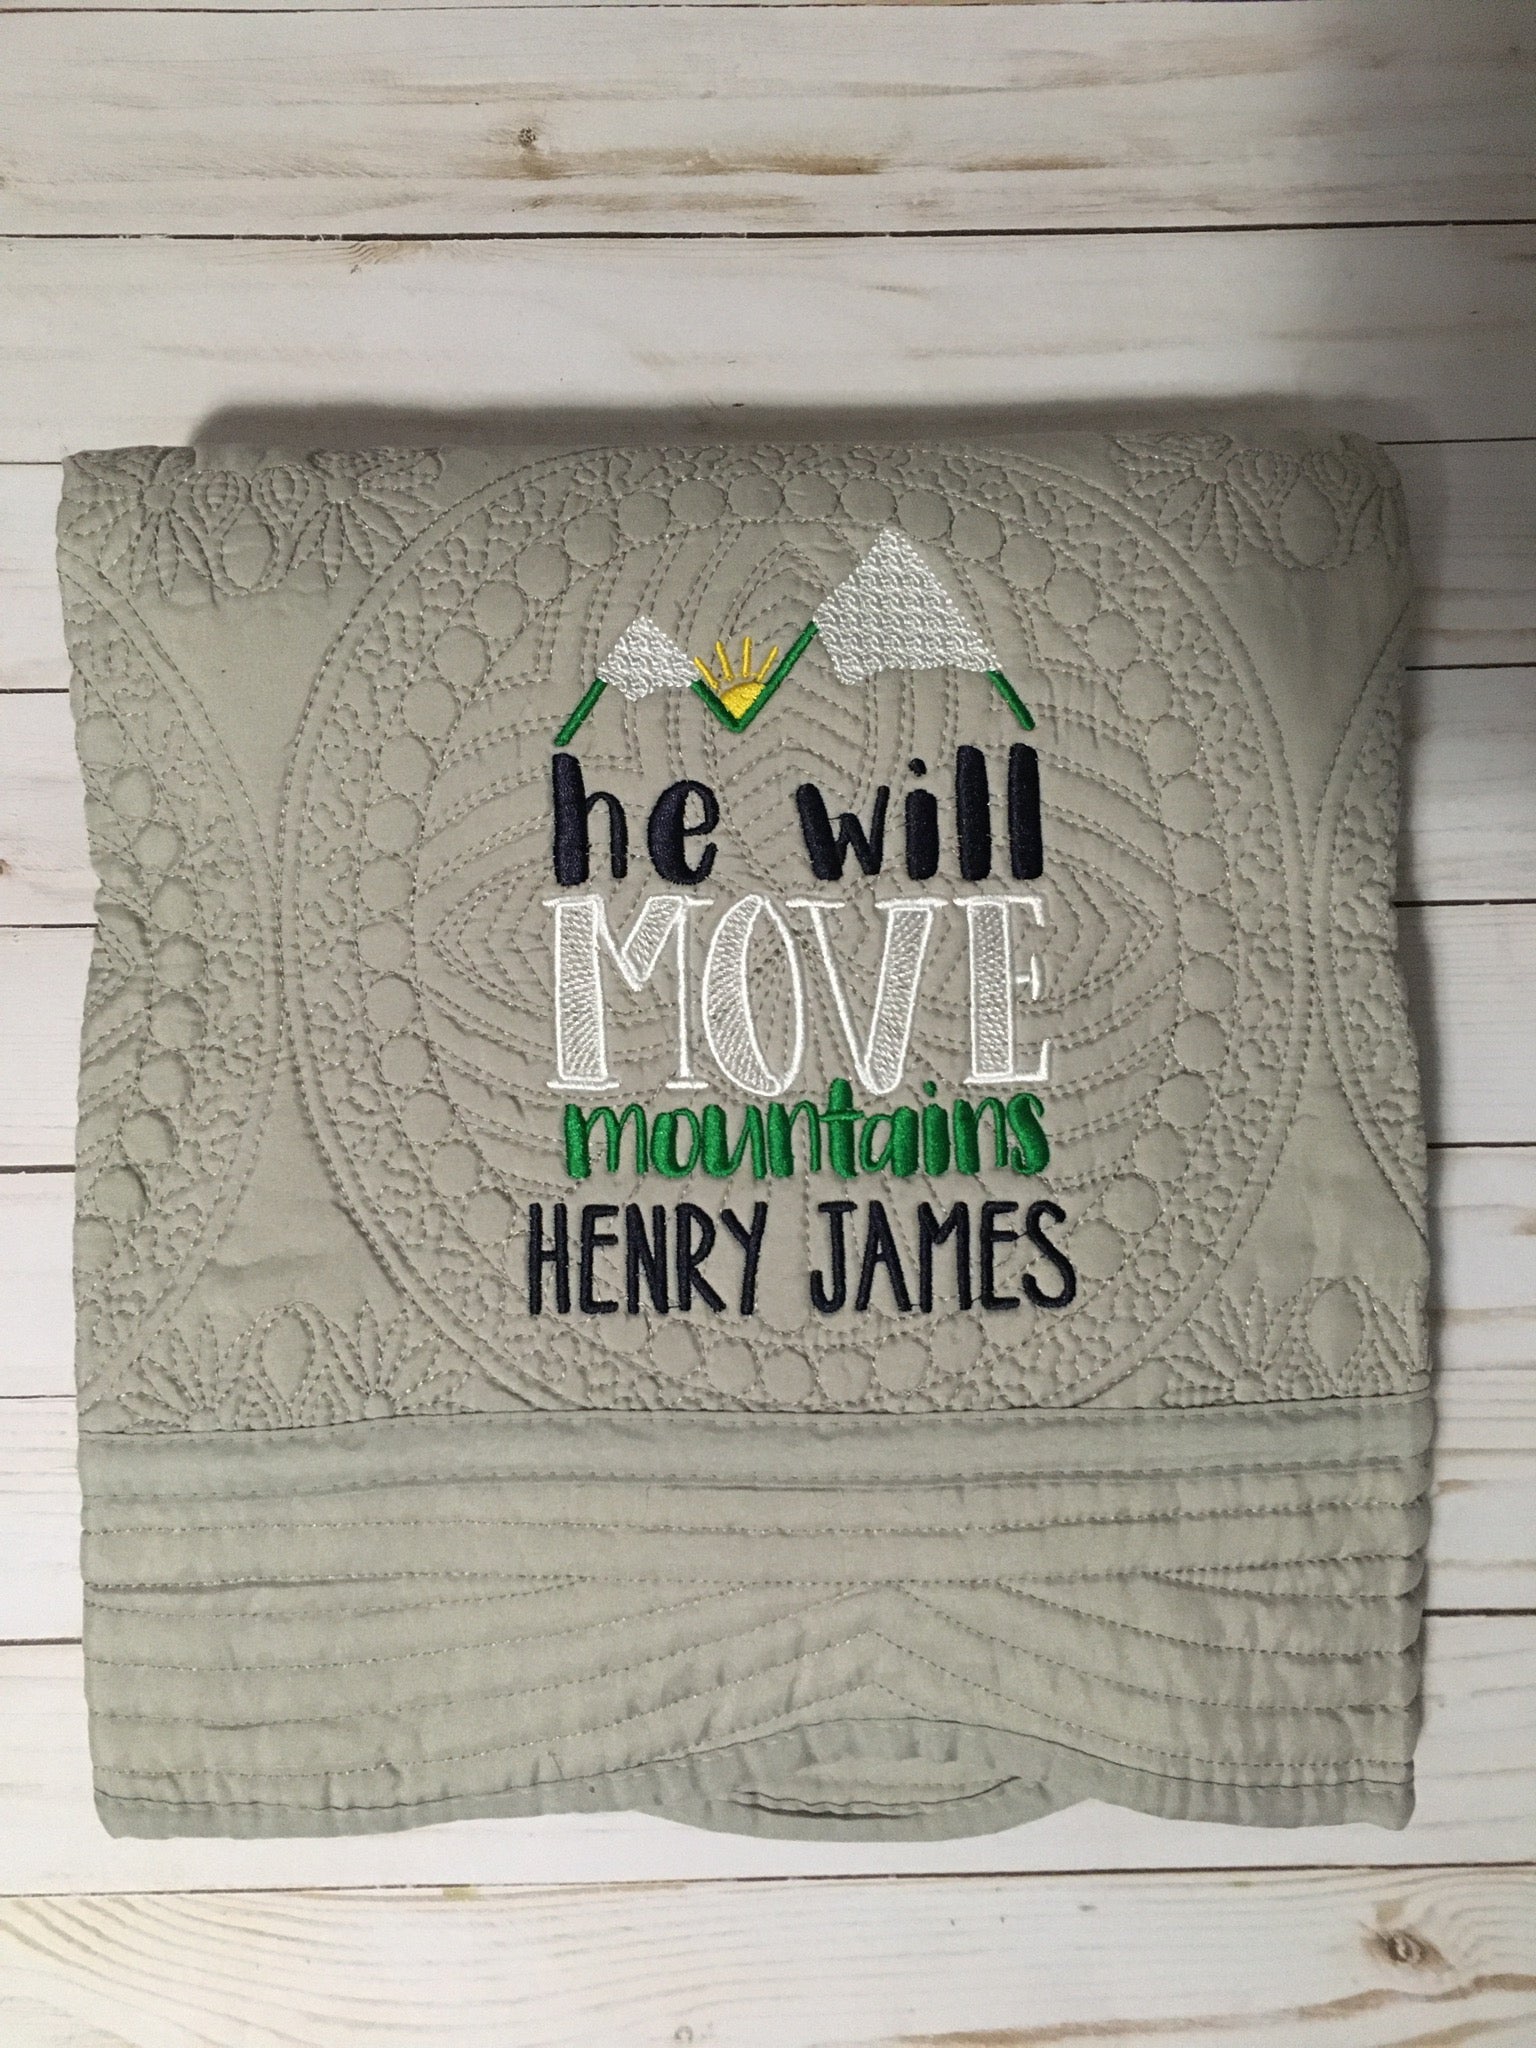 he will
MOVE
mountains
HENRY JAMES